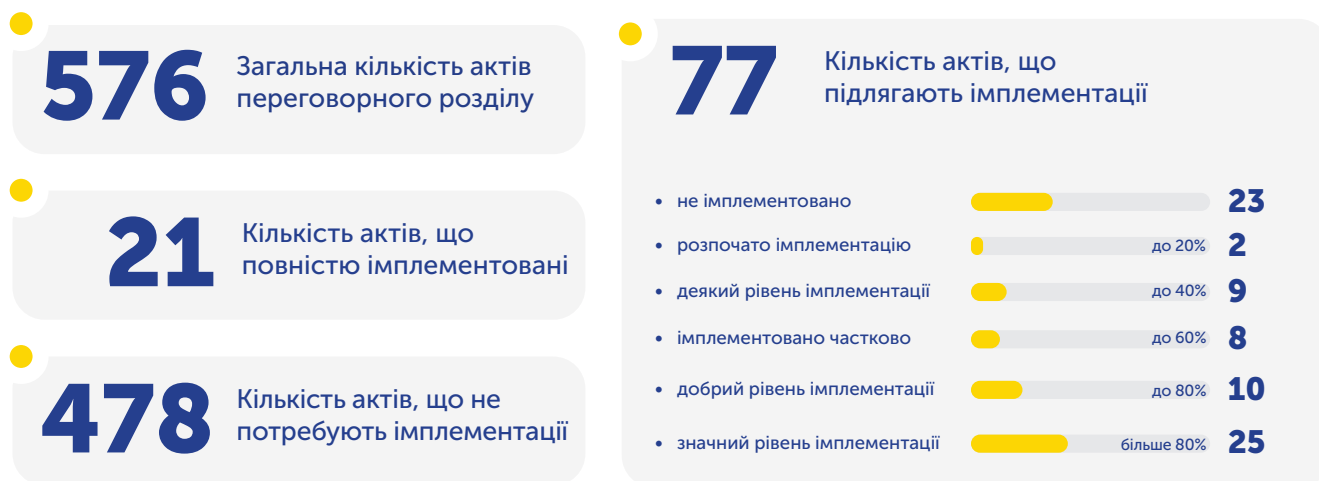 576
Загальна кількість актів
переговорного розділу
21
Кількість актів, що
повністю імплементовані
478
Кількість актів, що не
потребують імплементації
77
Кількість актів, що
підлягають імплементації
• не імплементовано 23
• розпочато імплементацію до 20% 2
• деякий рівень імплементації до 40% 9
• імплементовано частково до 60% 8
• добрий рівень імплементації до 80% 10
• значний рівень імплементації більше 80% 25